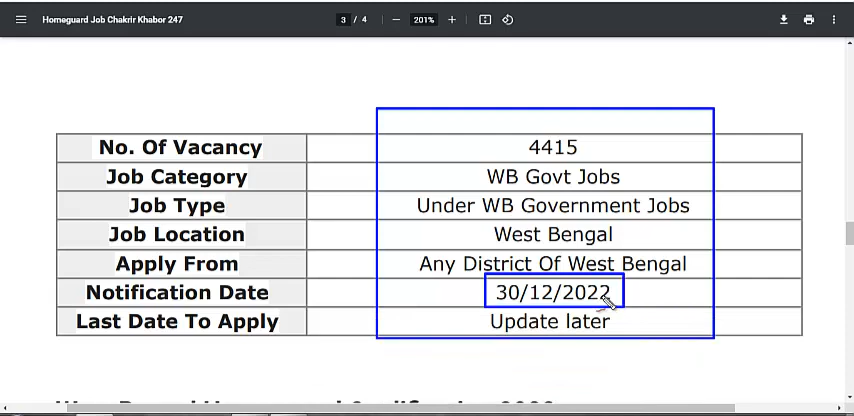 Homeguard Job Chakrir Khabor 247 3 / 4 201%
No. Of Vacancy 4415
Job Category WB Govt Jobs
Job Type Under WB Government Jobs
Job Location West Bengal
Apply From Any District Of West Bengal
Notification Date 30/12/2022
Last Date To Apply Update later